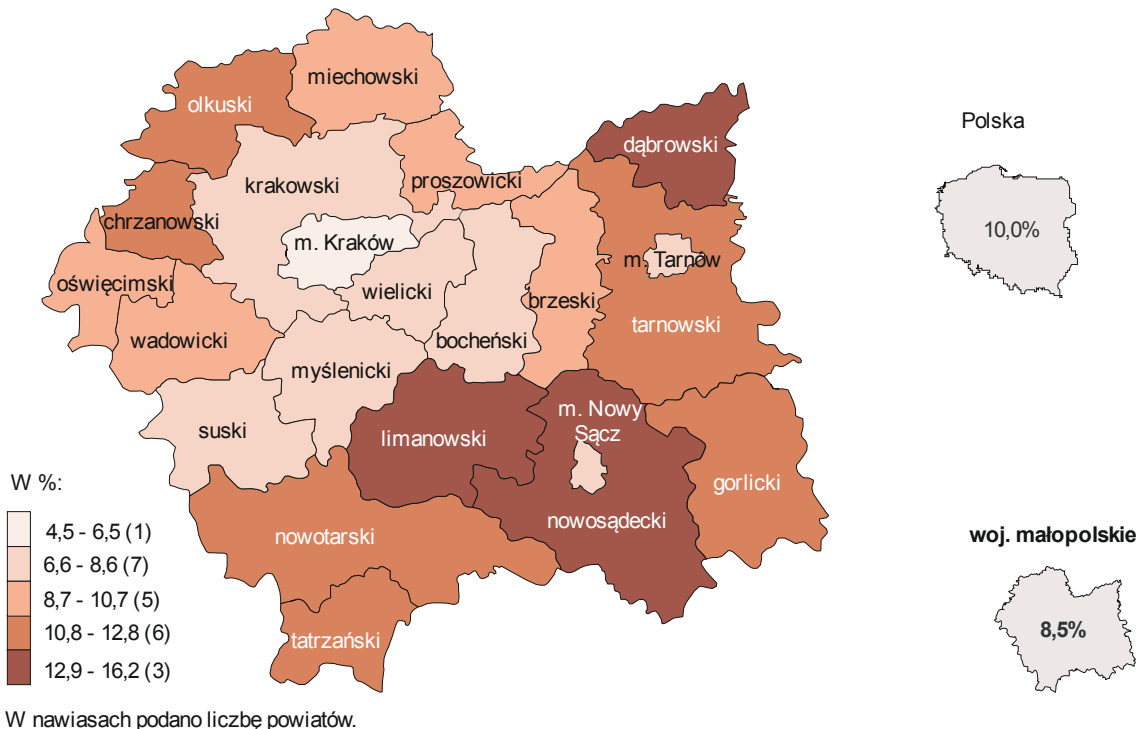 miechowski
olkuski
dąbrowski
Polska
krakowski
proszowicki
chrzanowski
m. Kraków
10,0%
m. Tarnów
oświęcimski
wielicki
brzeski
wadowicki
bocheński
tarnowski
myślenicki
m. Nowy
Sącz
suski
limanowski
gorlicki
nowosądecki
nowotarski
tatrzański
W %:
4,5 - 6,5 (1)
6,6 - 8,6 (7)
8,7 - 10,7 (5)
10,8 - 12,8 (6)
12,9 - 16,2 (3)
woj. małopolskie
8,5%
W nawiasach podano liczbę powiatów.